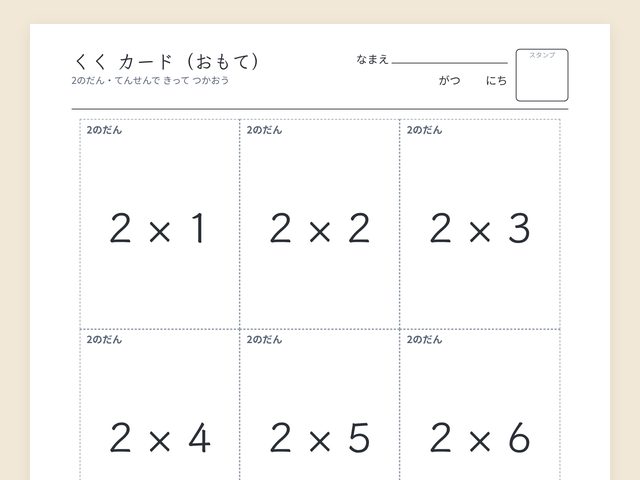 くく カード（おもて）
2のだん・てんせんで きって つかおう
なまえ
がつ にち
スタンプ
2のだん 2のだん 2のだん
2 × 1 2 × 2 2 × 3
2のだん 2のだん 2のだん
2 × 4 2 × 5 2 × 6